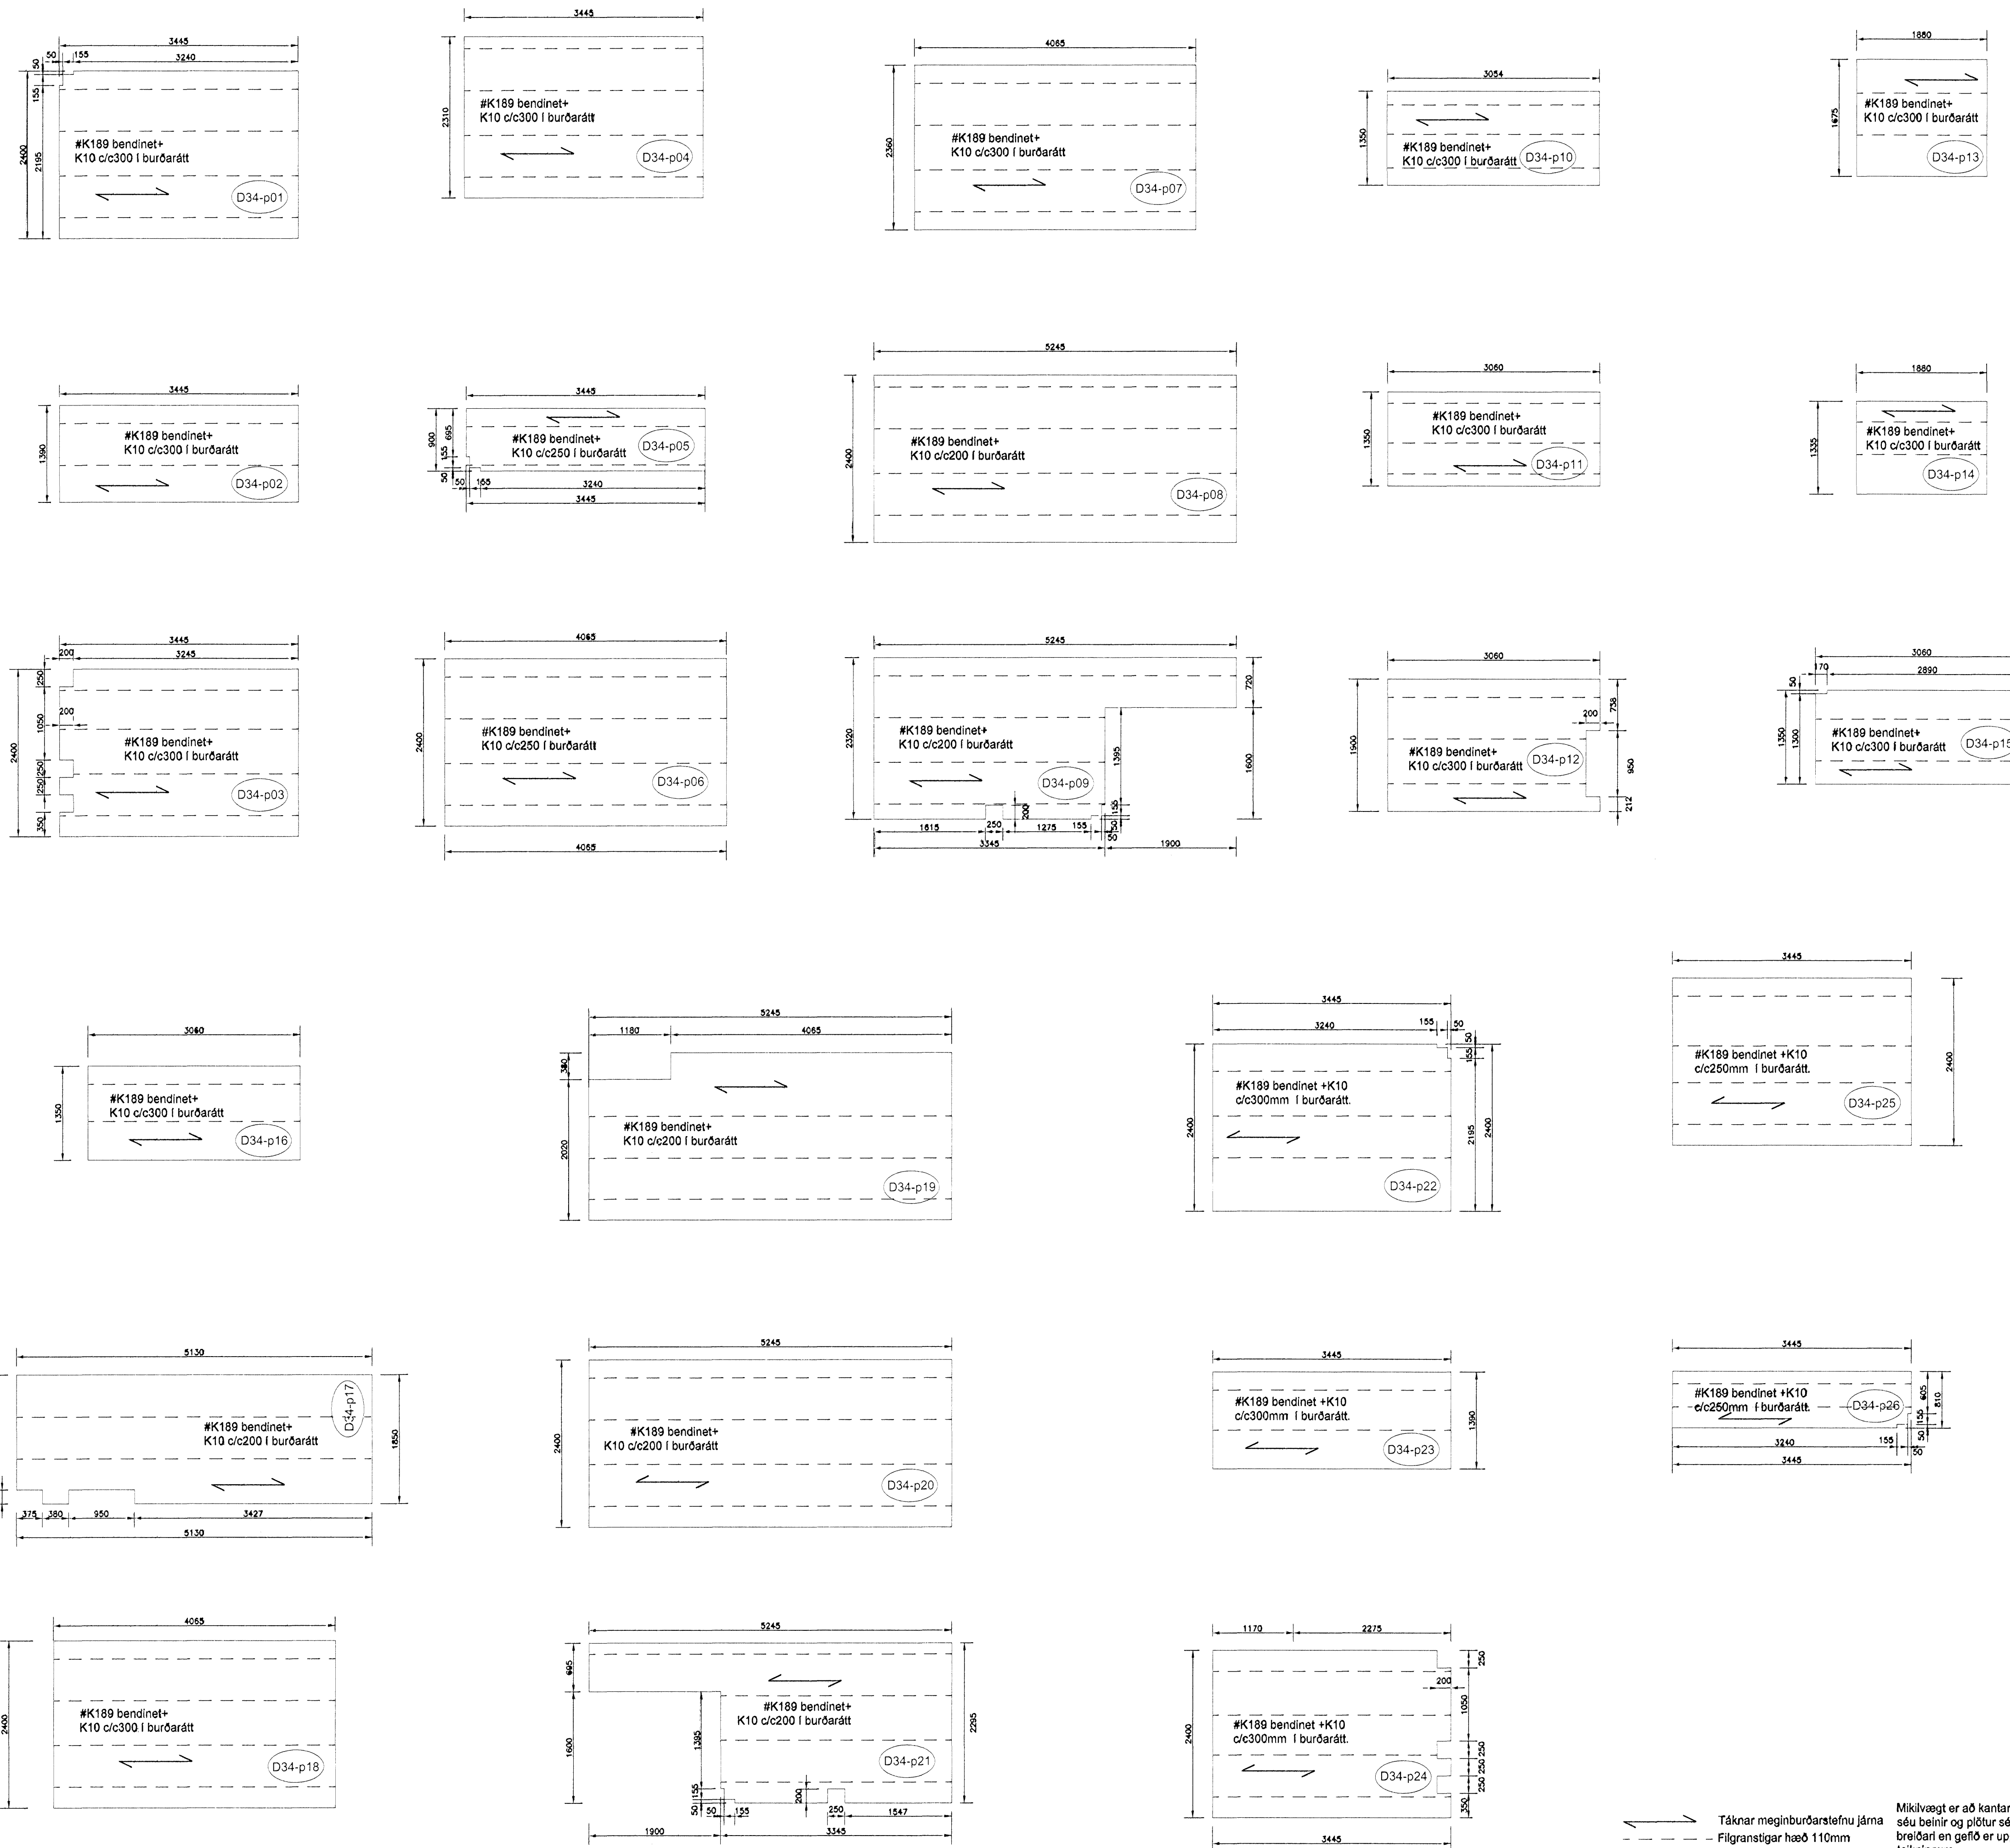 3445
50 155 3240
50
155
2400
2195
#K189 bendinet+
K10 c/c300 í burðarátt
D34-p01
3445
2310
#K189 bendinet+
K10 c/c300 í burðarátt
D34-p04
4065
2360
#K189 bendinet+
K10 c/c300 í burðarátt
D34-p07
3054
1350
#K189 bendinet+
K10 c/c300 í burðarátt
D34-p10
1880
1675
#K189 bendinet+
K10 c/c300 í burðarátt
D34-p13
3445
1390
#K189 bendinet+
K10 c/c300 í burðarátt
D34-p02
3445
900
695
155
50
#K189 bendinet+
K10 c/c250 í burðarátt
D34-p05
50 165 3240
3445
5245
2400
#K189 bendinet+
K10 c/c200 í burðarátt
D34-p08
3060
1350
#K189 bendinet+
K10 c/c300 í burðarátt
D34-p11
1880
1335
#K189 bendinet+
K10 c/c300 í burðarátt
D34-p14
3445
200 3245
250
1050
200
2400
250
250
350
#K189 bendinet+
K10 c/c300 í burðarátt
D34-p03
4065
2400
#K189 bendinet+
K10 c/c250 í burðarátt
D34-p06
4065
5245
2320
720
1395
1600
#K189 bendinet+
K10 c/c200 í burðarátt
D34-p09
200
155
50
1615 250 1275 155 50
3345 1900
3060
1900
738
200
950
212
#K189 bendinet+
K10 c/c300 í burðarátt
D34-p12
3060
170 2890
50
1350
1300
#K189 bendinet+
K10 c/c300 í burðarátt
D34-p15
3060
1350
#K189 bendinet+
K10 c/c300 í burðarátt
D34-p16
5245
1180 4065
380
2020
#K189 bendinet+
K10 c/c200 í burðarátt
D34-p19
3445
3240 155 50
50
155
2400
2195
2400
#K189 bendinet +K10
c/c300mm í burðarátt.
D34-p22
3445
2400
#K189 bendinet +K10
c/c250mm í burðarátt.
D34-p25
5130
D34-p17
#K189 bendinet+
K10 c/c200 í burðarátt
1850
375 380 950 3427
5130
5245
2400
#K189 bendinet+
K10 c/c200 í burðarátt
D34-p20
3445
#K189 bendinet +K10
c/c300mm í burðarátt.
1390
D34-p23
3445
#K189 bendinet +K10
c/c250mm í burðarátt.
D34-p26
605
155
50
810
3240 155 50
3445
4065
2400
#K189 bendinet+
K10 c/c300 í burðarátt
D34-p18
5245
695
1600
1395
155
50
#K189 bendinet+
K10 c/c200 í burðarátt
D34-p21
2295
200
50 155 250 1547
1900 3345
1170 2275
2400
250
200
1050
250
250
250
350
#K189 bendinet +K10
c/c300mm í burðarátt.
D34-p24
3445
Táknar meginburðarstefnu járna
Filgranstigar hæð 110mm
Mikilvægt er að kantar
séu beinir og plötur
breiðari en gefið er